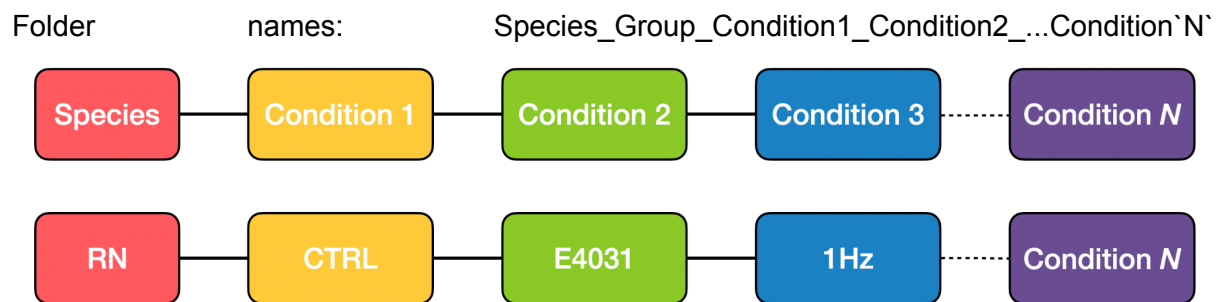 Folder names: Species_Group_Condition1_Condition2_...Condition`N`
Species Condition 1 Condition 2 Condition 3 Condition N
RN CTRL E4031 1Hz Condition N